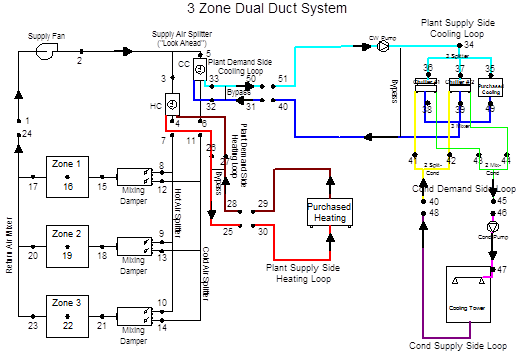 3 Zone Dual Duct System
Supply Fan
2
Supply Air Splitter
("Look Ahead")
5
CC
3
HC
4
6
7
11
1
24
33
50
51
Plant Demand Side
Cooling Loop
Bypass
32
31
40
CW Pump
Plant Supply Side
Cooling Loop
34
2 Splitter
36
37
35
Purchased
Cooling
38
39
49
Bypass
41
42
43
44
2 Split-
Cond
2 Mix-
Cond
Cond Demand Side Loop
40
48
45
46
Cond Pump
47
Cooling Tower
Cond Supply Side Loop
26
27
Plant Demand Side
Heating Loop
Bypass
28
29
25
30
Purchased
Heating
Plant Supply Side
Heating Loop
Return Air Mixer
Hot Air Splitter
Cold Air Splitter
17
Zone 1
16
15
8
12
Mixing
Damper
20
Zone 2
19
18
9
13
Mixing
Damper
23
Zone 3
22
21
10
14
Mixing
Damper